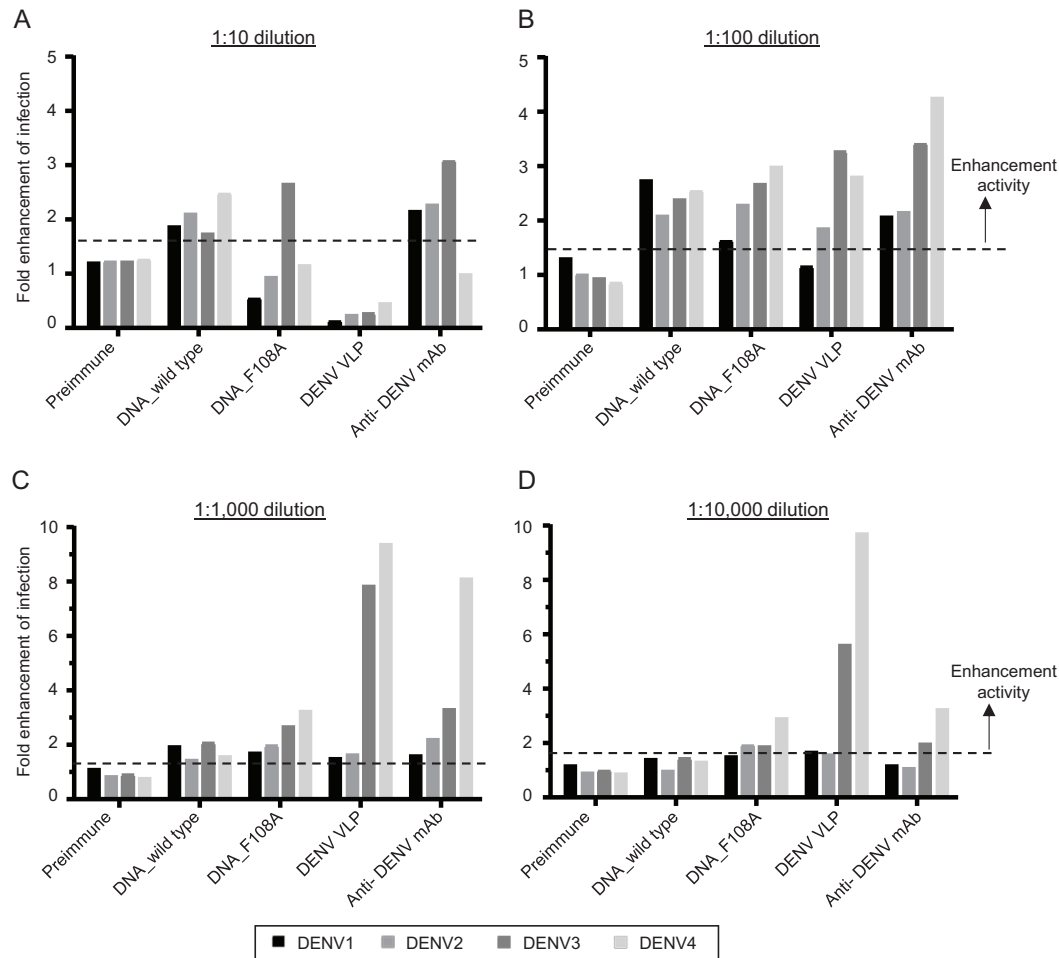 A
1:10 dilution
Fold enhancement of infection
5
4
3
2
1
0
Preimmune
DNA_wild type
DNA_F108A
DENV VLP
Anti- DENV mAb
B
1:100 dilution
5
4
3
2
1
0
Enhancement
activity
Preimmune
DNA_wild type
DNA_F108A
DENV VLP
Anti- DENV mAb
C
1:1,000 dilution
Fold enhancement of infection
10
8
6
4
2
0
Preimmune
DNA_wild type
DNA_F108A
DENV VLP
Anti- DENV mAb
D
1:10,000 dilution
10
8
6
4
2
0
Enhancement
activity
Preimmune
DNA_wild type
DNA_F108A
DENV VLP
Anti- DENV mAb
DENV1 DENV2 DENV3 DENV4